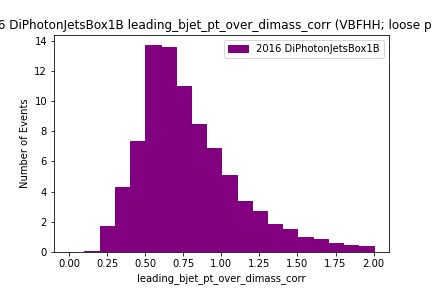 6 DiPhotonJetsBox1B leading_bjet_pt_over_dimass_corr (VBFHH; loose p
2016 DiPhotonJetsBox1B
Number of Events
14
12
10
8
6
4
2
0
0.00 0.25 0.50 0.75 1.00 1.25 1.50 1.75 2.00
leading_bjet_pt_over_dimass_corr